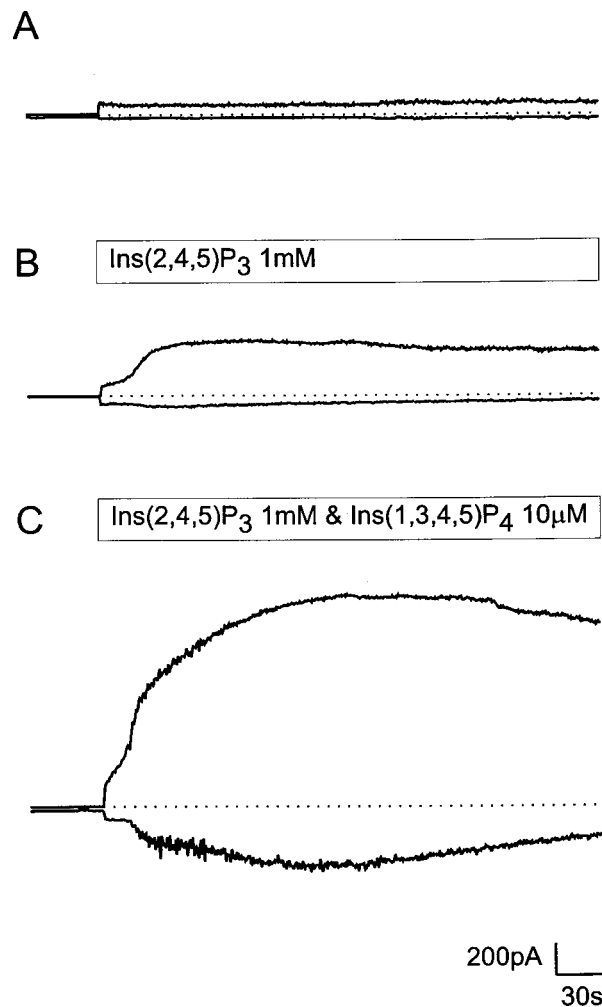 A
B
Ins(2,4,5)P3 1mM
C
Ins(2,4,5)P3 1mM & Ins(1,3,4,5)P4 10µM
200pA
30s